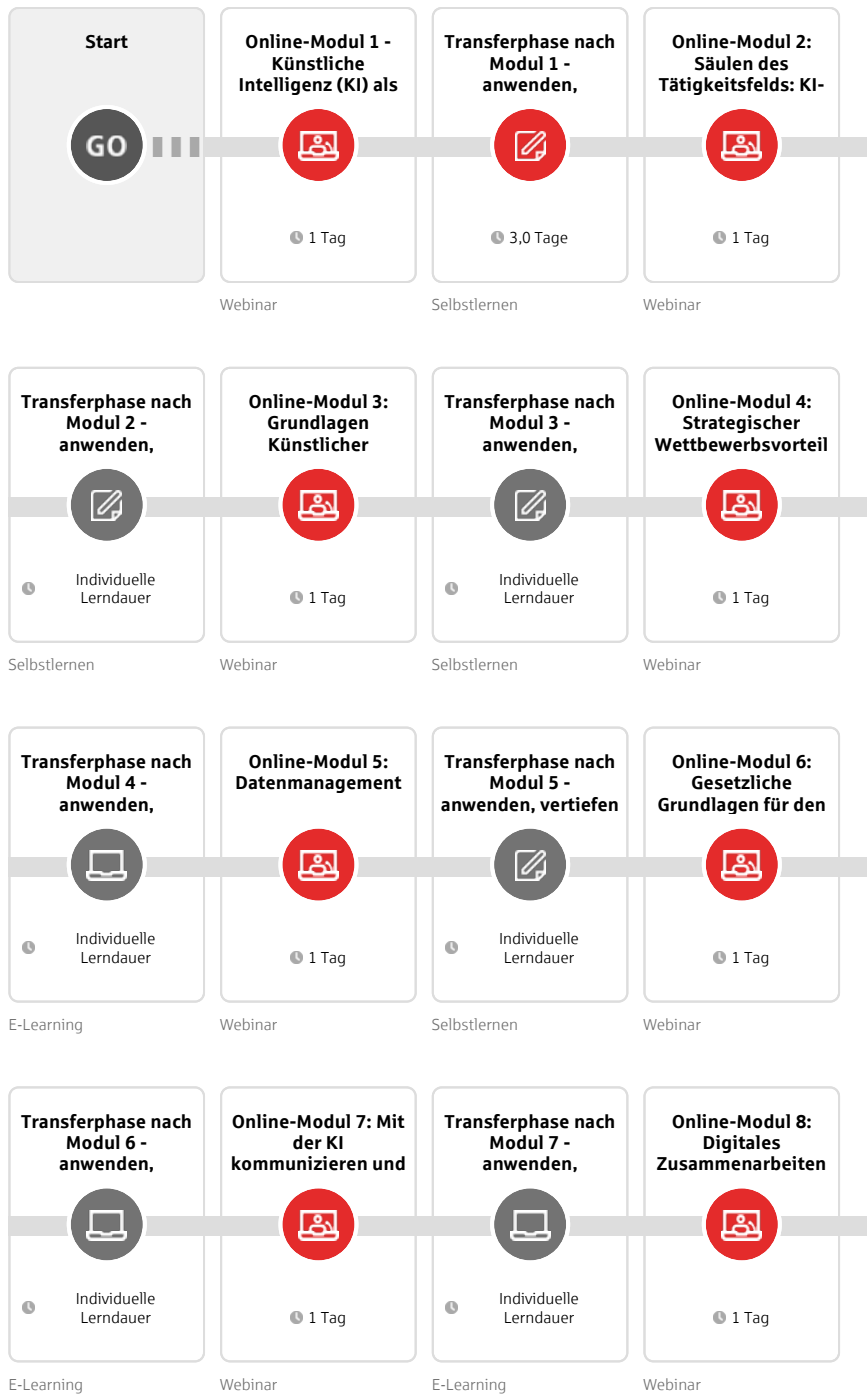 Start
GO
Online-Modul 1 -
Künstliche
Intelligenz (KI) als
1 Tag
Webinar
Transferphase nach
Modul 1 -
anwenden,
3,0 Tage
Selbstlernen
Online-Modul 2:
Säulen des
Tätigkeitsfelds: KI-
1 Tag
Webinar
Transferphase nach
Modul 2 -
anwenden,
Individuelle
Lerndauer
Selbstlernen
Online-Modul 3:
Grundlagen
Künstlicher
1 Tag
Webinar
Transferphase nach
Modul 3 -
anwenden,
Individuelle
Lerndauer
Selbstlernen
Online-Modul 4:
Strategischer
Wettbewerbsvorteil
1 Tag
Webinar
Transferphase nach
Modul 4 -
anwenden,
Individuelle
Lerndauer
E-Learning
Online-Modul 5:
Datenmanagement
1 Tag
Webinar
Transferphase nach
Modul 5 -
anwenden, vertiefen
Individuelle
Lerndauer
Selbstlernen
Online-Modul 6:
Gesetzliche
Grundlagen für den
1 Tag
Webinar
Transferphase nach
Modul 6 -
anwenden,
Individuelle
Lerndauer
E-Learning
Online-Modul 7: Mit
der KI
kommunizieren und
1 Tag
Webinar
Transferphase nach
Modul 7 -
anwenden,
Individuelle
Lerndauer
E-Learning
Online-Modul 8:
Digitales
Zusammenarbeiten
1 Tag
Webinar